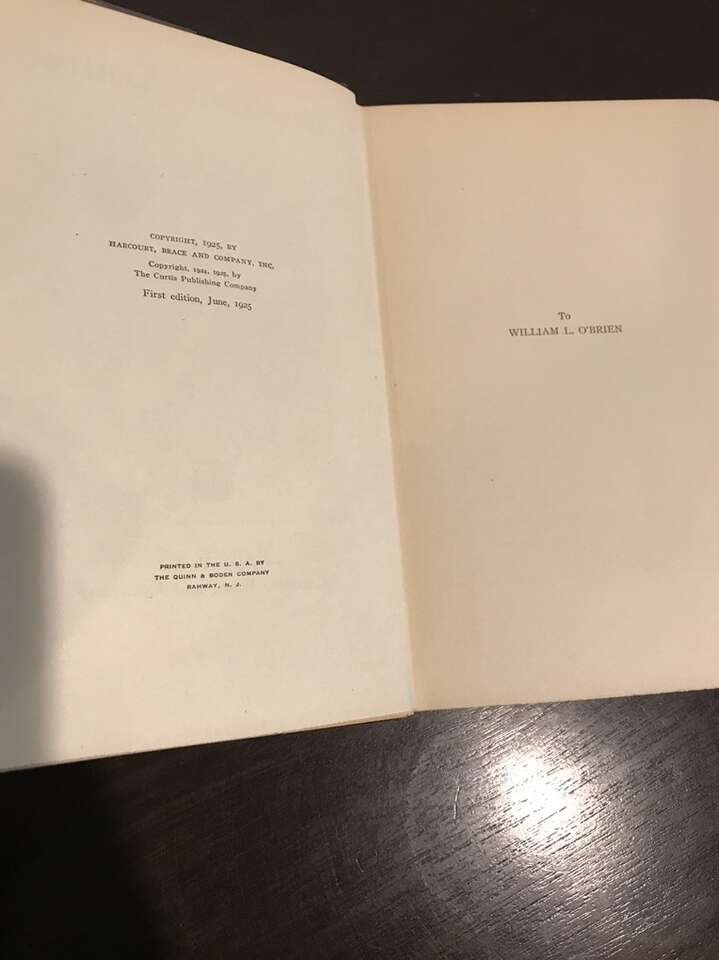 COPYRIGHT, 1925, BY
HARCOURT, BRACE AND COMPANY, INC.
Copyright, 1924, 1925, by
The Curtis Publishing Company
First edition, June, 1925
PRINTED IN THE U. S. A. BY
THE QUINN & BODEN COMPANY
RAHWAY, N. J.
To
WILLIAM L. O'BRIEN